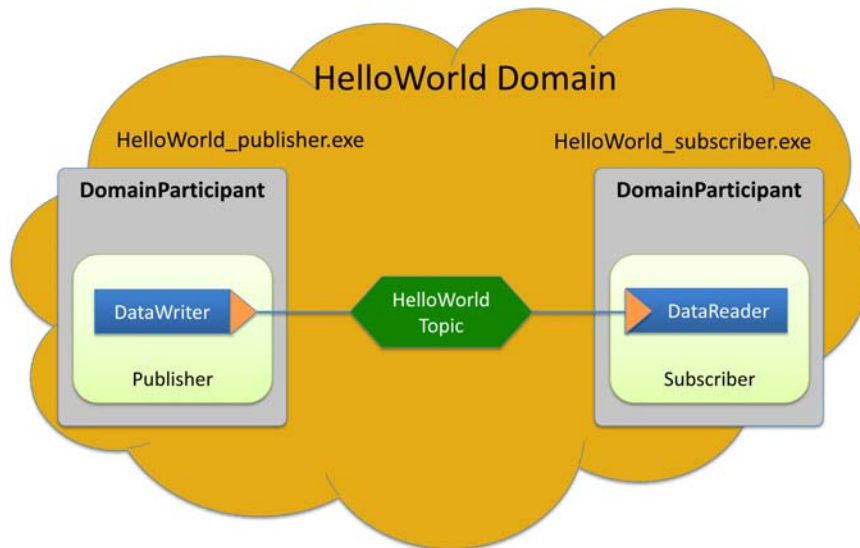 HelloWorld Domain
HelloWorld_publisher.exe
HelloWorld_subscriber.exe
DomainParticipant
DomainParticipant
DataWriter
HelloWorld
Topic
DataReader
Publisher
Subscriber